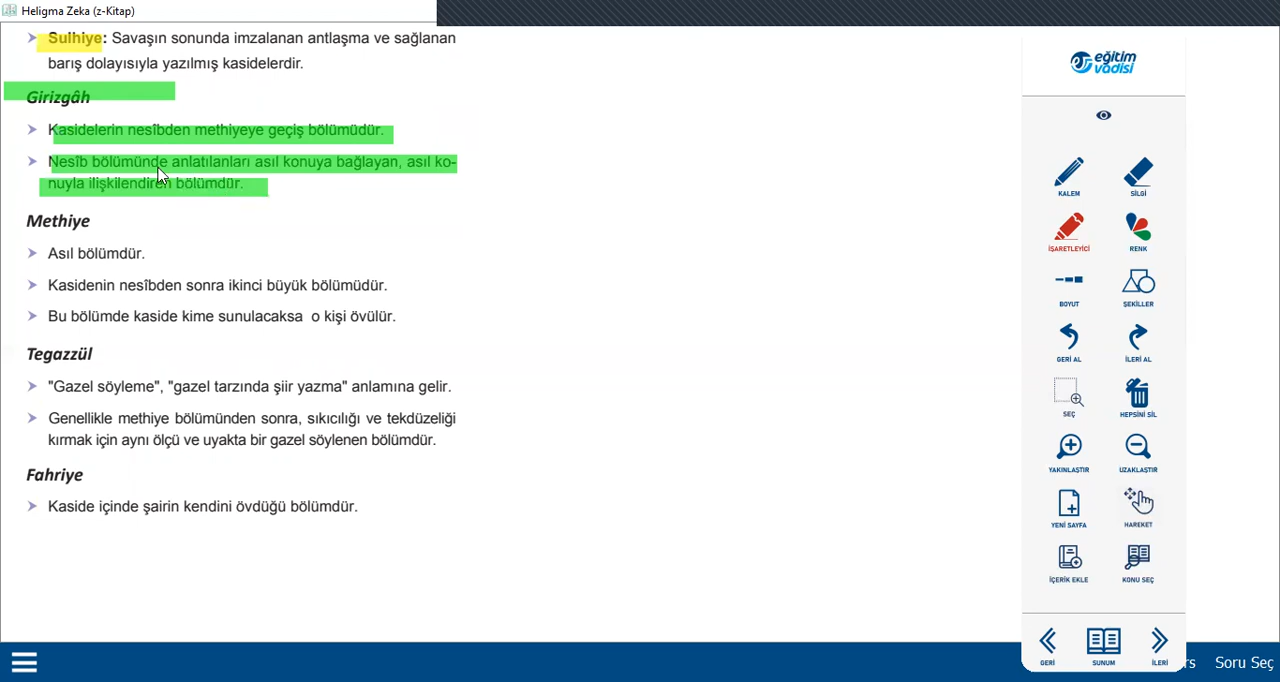 Heligma Zeka (z-Kitap)
➤ Sulhiye: Savaşın sonunda imzalanan antlaşma ve sağlanan
barış dolayısıyla yazılmış kasidelerdir.
Girizgâh
➤ Kasidelerin nesîbden methiyeye geçiş bölümüdür.
➤ Nesîb bölümünde anlatılanları asıl konuya bağlayan, asıl ko-
nuyla ilişkilendiren bölümdür.
Methiye
➤ Asıl bölümdür.
➤ Kasidenin nesîbden sonra ikinci büyük bölümüdür.
➤ Bu bölümde kaside kime sunulacaksa o kişi övülür.
Tegazzül
➤ "Gazel söyleme", "gazel tarzında şiir yazma" anlamına gelir.
➤ Genellikle methiye bölümünden sonra, sıkıcılığı ve tekdüzeliği
kırmak için aynı ölçü ve uyakta bir gazel söylenen bölümdür.
Fahriye
➤ Kaside içinde şairin kendini övdüğü bölümdür.
eğitim
vadisi
KALEM SİLGİ
İŞARETLEYİCİ RENK
BOYUT ŞEKİLLER
GERİ AL İLERİ AL
SEÇ HEPSİNİ SİL
YAKINLAŞTIR UZAKLAŞTIR
YENİ SAYFA HAREKET
İÇERİK EKLE KONU SEÇ
GERİ SUNUM İLERİ
rs Soru Seç